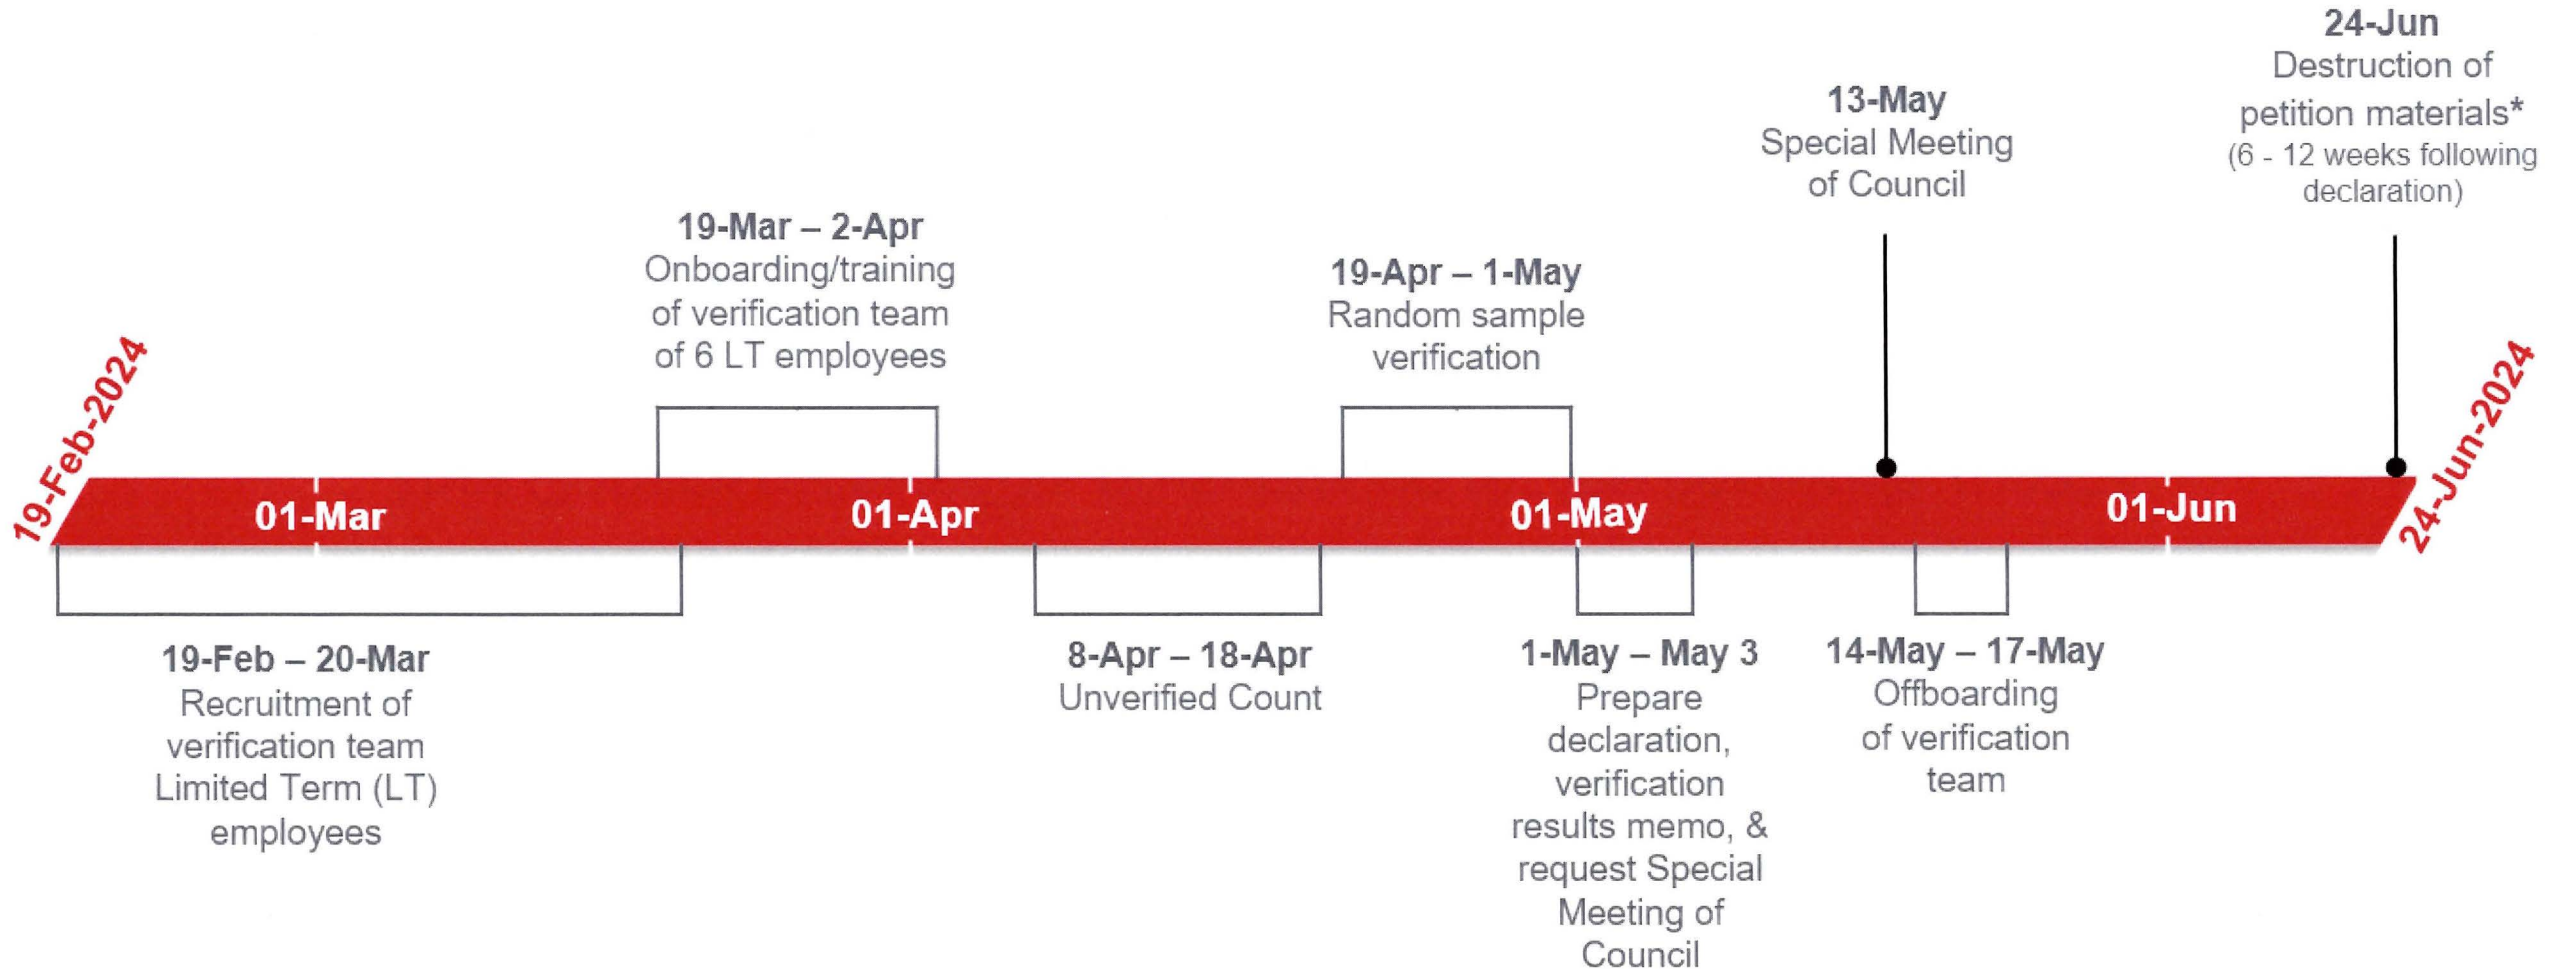 24-Jun
Destruction of
petition materials*
(6 - 12 weeks following
declaration)
13-May
Special Meeting
of Council
19-Mar – 2-Apr
Onboarding/training
of verification team
of 6 LT employees
19-Apr – 1-May
Random sample
verification
19-Feb-2024
01-Mar
01-Apr
01-May
01-Jun
24-Jun-2024
19-Feb – 20-Mar
Recruitment of
verification team
Limited Term (LT)
employees
8-Apr – 18-Apr
Unverified Count
1-May – May 3
Prepare
declaration,
verification
results memo, &
request Special
Meeting of
Council
14-May – 17-May
Offboarding
of verification
team